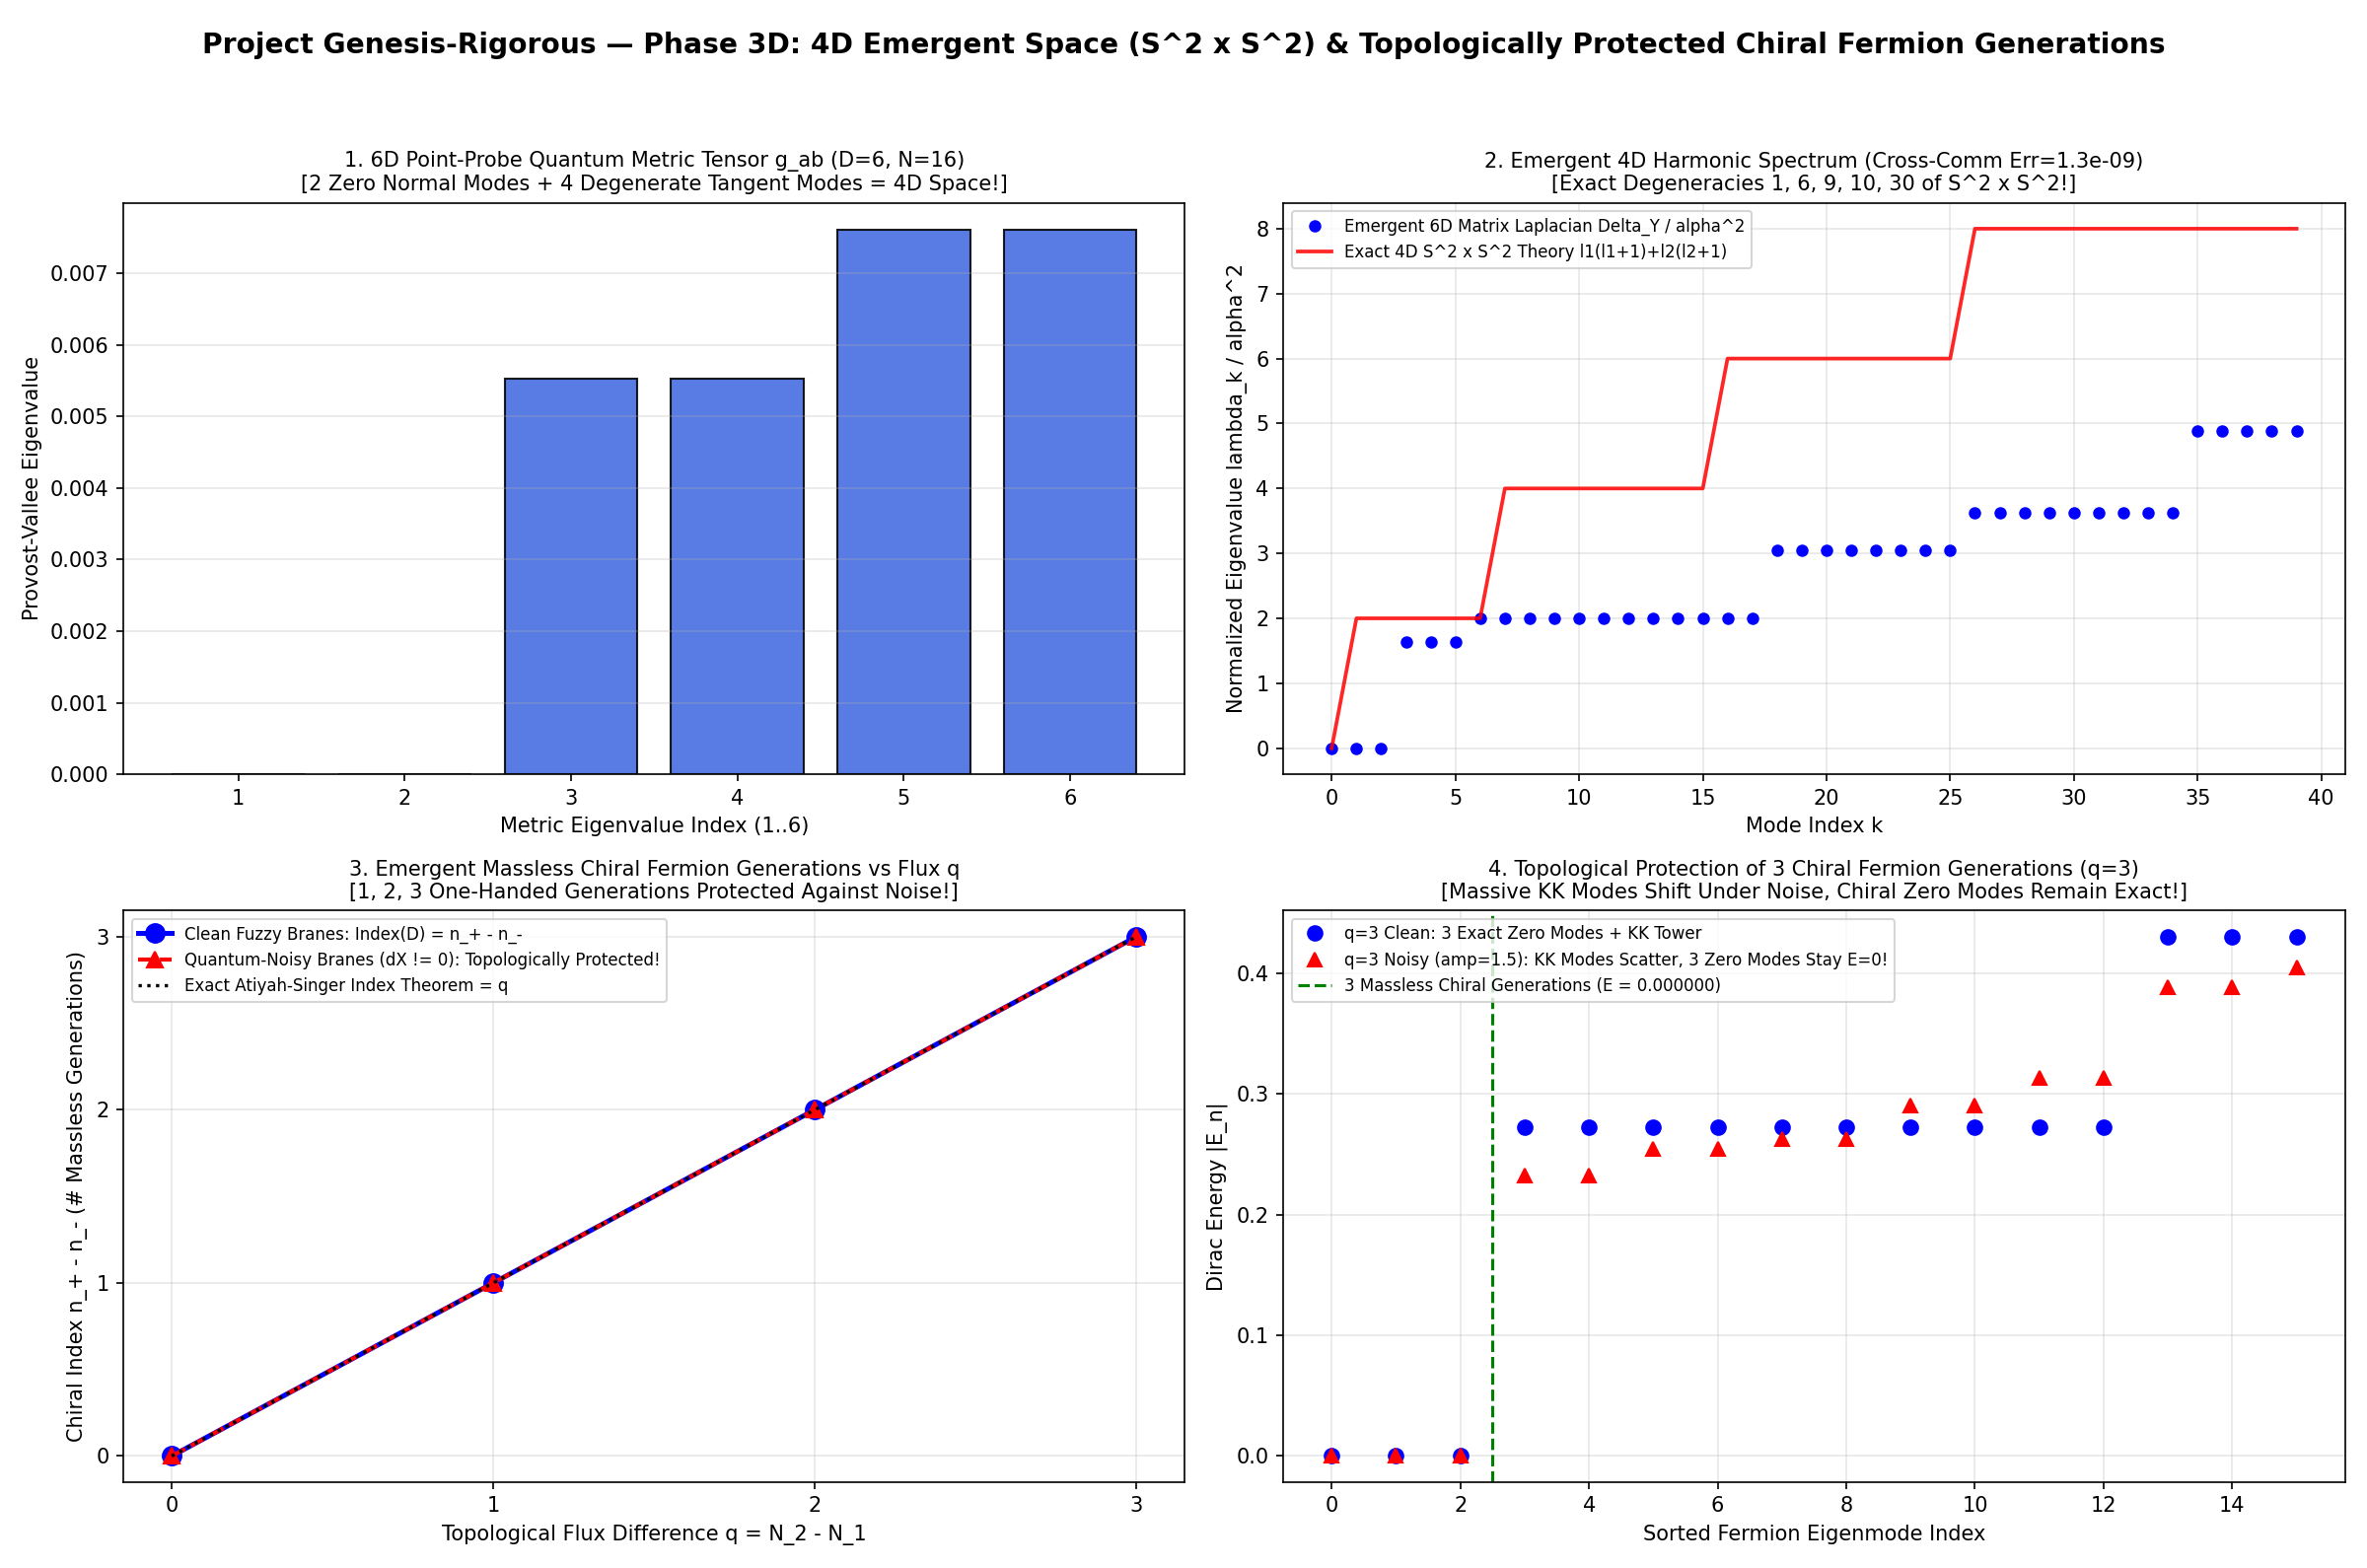 Project Genesis-Rigorous — Phase 3D: 4D Emergent Space (S^2 x S^2) & Topologically Protected Chiral Fermion Generations
1. 6D Point-Probe Quantum Metric Tensor g_ab (D=6, N=16)
[2 Zero Normal Modes + 4 Degenerate Tangent Modes = 4D Space!]
Provost-Vallee Eigenvalue
0.007
0.006
0.005
0.004
0.003
0.002
0.001
0.000
1 2 3 4 5 6
Metric Eigenvalue Index (1..6)
2. Emergent 4D Harmonic Spectrum (Cross-Comm Err=1.3e-09)
[Exact Degeneracies 1, 6, 9, 10, 30 of S^2 x S^2!]
Emergent 6D Matrix Laplacian Delta_Y / alpha^2
Exact 4D S^2 x S^2 Theory l1(l1+1)+l2(l2+1)
Normalized Eigenvalue lambda_k / alpha^2
8
7
6
5
4
3
2
1
0
0 5 10 15 20 25 30 35 40
Mode Index k
3. Emergent Massless Chiral Fermion Generations vs Flux q
[1, 2, 3 One-Handed Generations Protected Against Noise!]
Clean Fuzzy Branes: Index(D) = n_+ - n_-
Quantum-Noisy Branes (dX != 0): Topologically Protected!
Exact Atiyah-Singer Index Theorem = q
Chiral Index n_+ - n_- (# Massless Generations)
3
2
1
0
0 1 2 3
Topological Flux Difference q = N_2 - N_1
4. Topological Protection of 3 Chiral Fermion Generations (q=3)
[Massive KK Modes Shift Under Noise, Chiral Zero Modes Remain Exact!]
q=3 Clean: 3 Exact Zero Modes + KK Tower
q=3 Noisy (amp=1.5): KK Modes Scatter, 3 Zero Modes Stay E=0!
3 Massless Chiral Generations (E = 0.000000)
Dirac Energy |E_n|
0.4
0.3
0.2
0.1
0.0
0 2 4 6 8 10 12 14
Sorted Fermion Eigenmode Index